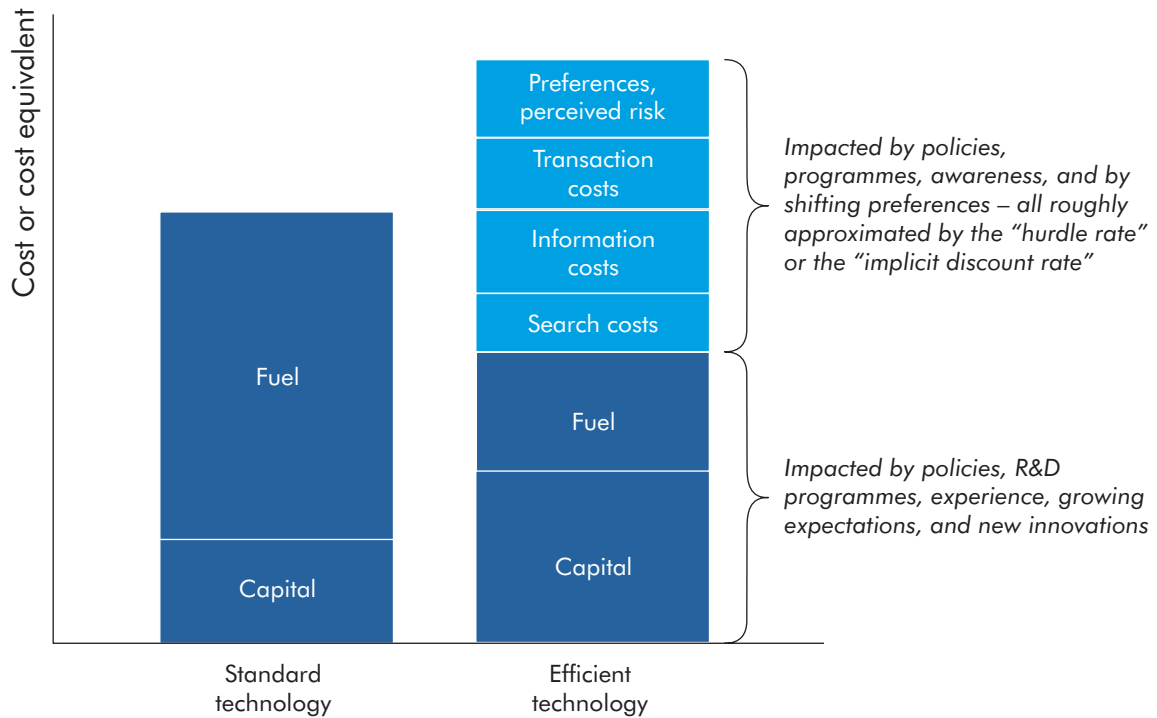 Cost or cost equivalent
Fuel
Capital
Standard
technology
Preferences,
perceived risk
Transaction
costs
Information
costs
Search costs
Fuel
Capital
Efficient
technology
Impacted by policies,
programmes, awareness, and by
shifting preferences – all roughly
approximated by the “hurdle rate”
or the “implicit discount rate”
Impacted by policies, R&D
programmes, experience, growing
expectations, and new innovations